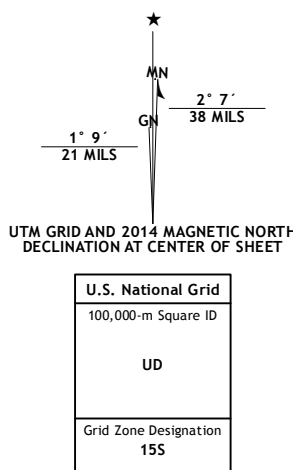 ★
MN
GN
2° 7´
38 MILS
1° 9´
21 MILS
UTM GRID AND 2014 MAGNETIC NORTH
DECLINATION AT CENTER OF SHEET
U.S. National Grid
100,000-m Square ID
UD
Grid Zone Designation
15S